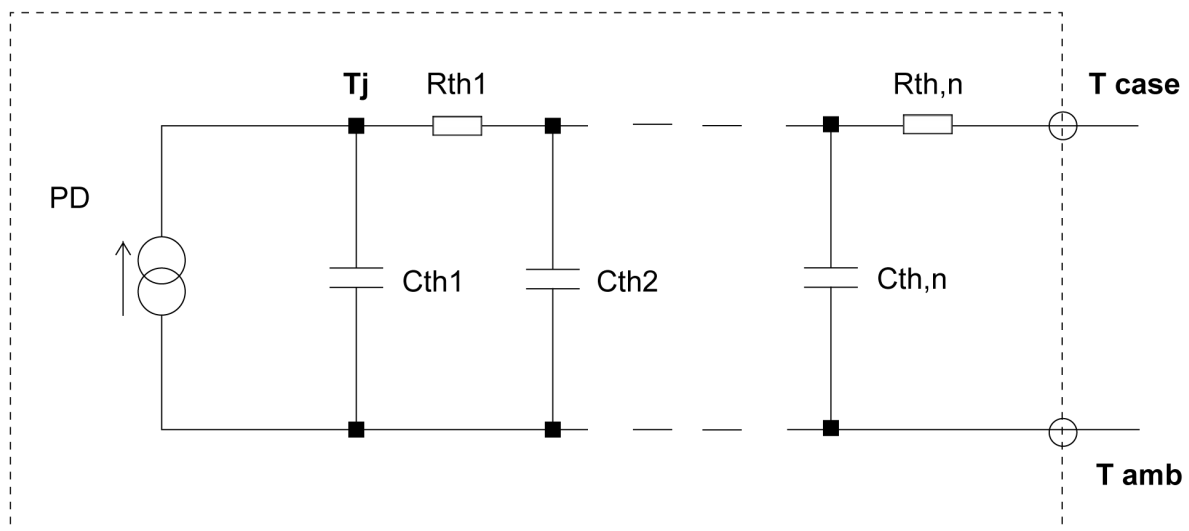 Tj
Rth1
Rth,n
T case
PD
Cth1
Cth2
Cth,n
T amb